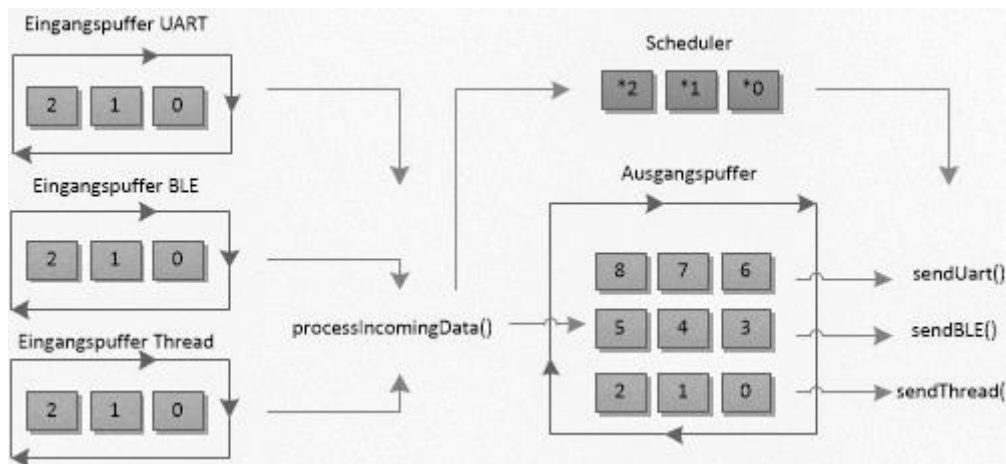 Eingangspuffer UART
2 1 0
Eingangspuffer BLE
2 1 0
Eingangspuffer Thread
2 1 0
processIncomingData()
Scheduler
*2 *1 *0
Ausgangspuffer
8 7 6
5 4 3
2 1 0
sendUart()
sendBLE()
sendThread(